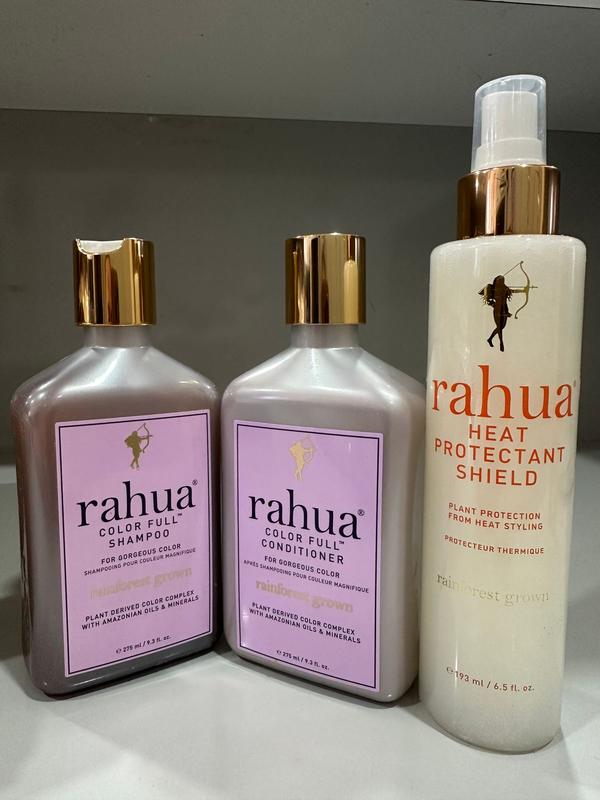 rahua®
COLOR FULL™
SHAMPOO
FOR GORGEOUS COLOR
SHAMPOOING POUR COULEUR MAGNIFIQUE
rainforest grown
PLANT DERIVED COLOR COMPLEX
WITH AMAZONIAN OILS & MINERALS
℮ 275 ml / 9.3 fl. oz.
rahua®
COLOR FULL™
CONDITIONER
FOR GORGEOUS COLOR
APRÈS SHAMPOOING POUR COULEUR MAGNIFIQUE
rainforest grown
PLANT DERIVED COLOR COMPLEX
WITH AMAZONIAN OILS & MINERALS
℮ 275 ml / 9.3 fl. oz.
rahua®
HEAT
PROTECTANT
SHIELD
PLANT PROTECTION
FROM HEAT STYLING
PROTECTEUR THERMIQUE
rainforest grown
℮ 193 ml / 6.5 fl. oz.